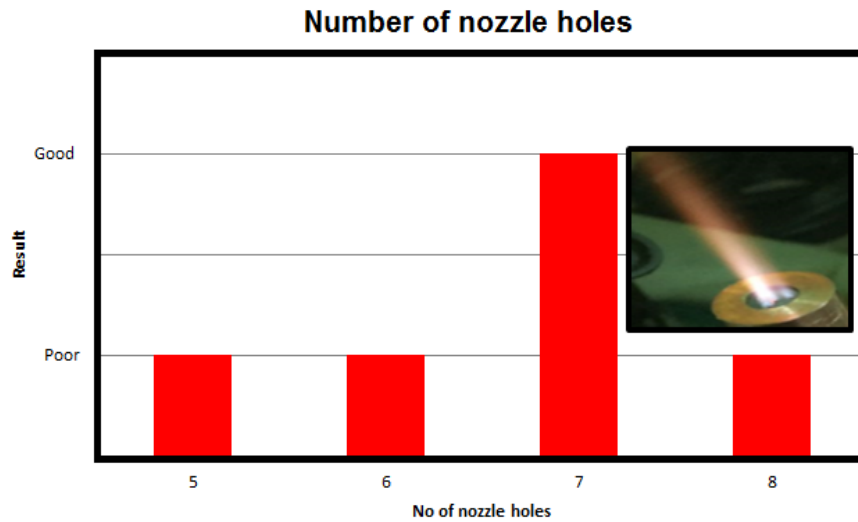 Number of nozzle holes
Good
Result
Poor
5 6 7 8
No of nozzle holes